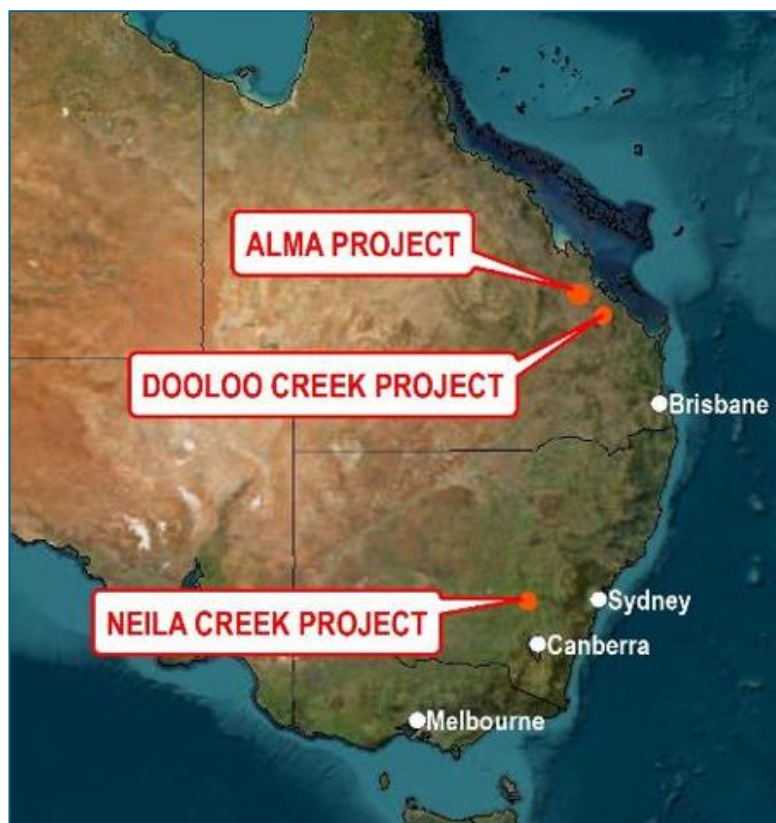 ALMA PROJECT
DOOLOO CREEK PROJECT
Brisbane
NEILA CREEK PROJECT
Sydney
Canberra
Melbourne